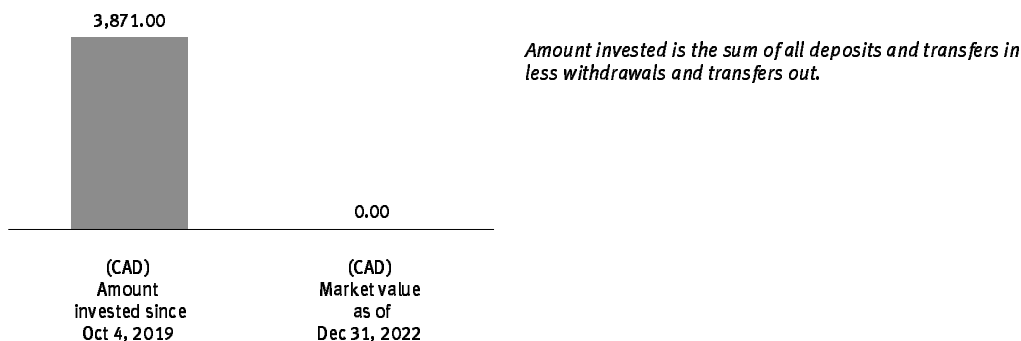 3,871.00
Amount invested is the sum of all deposits and transfers in
less withdrawals and transfers out.
0.00
(CAD)
Amount
invested since
Oct 4, 2019
(CAD)
Market value
as of
Dec 31, 2022